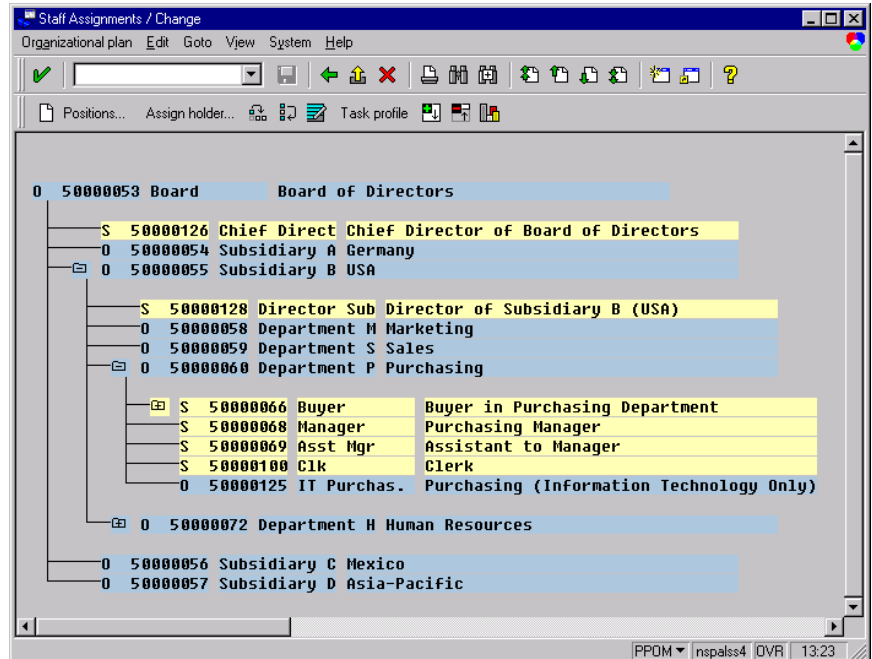 Staff Assignments / Change
Organizational plan Edit Goto View System Help
Positions... Assign holder... Task profile
O 50000053 Board Board of Directors
S 50000126 Chief Direct Chief Director of Board of Directors
O 50000054 Subsidiary A Germany
O 50000055 Subsidiary B USA
S 50000128 Director Sub Director of Subsidiary B (USA)
O 50000058 Department M Marketing
O 50000059 Department S Sales
O 50000060 Department P Purchasing
S 50000066 Buyer Buyer in Purchasing Department
S 50000068 Manager Purchasing Manager
S 50000069 Asst Mgr Assistant to Manager
S 50000100 Clk Clerk
O 50000125 IT Purchas. Purchasing (Information Technology Only)
O 50000072 Department H Human Resources
O 50000056 Subsidiary C Mexico
O 50000057 Subsidiary D Asia-Pacific
PPOM nspalss4 OVR 13:23